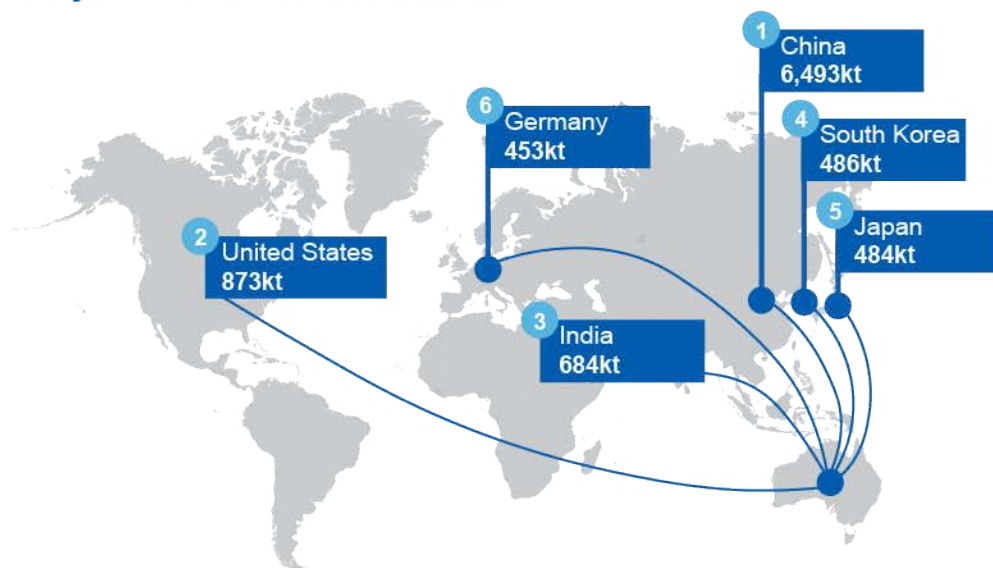 1
China
6,493kt
6
Germany
453kt
4
South Korea
486kt
5
Japan
484kt
2
United States
873kt
3
India
684kt